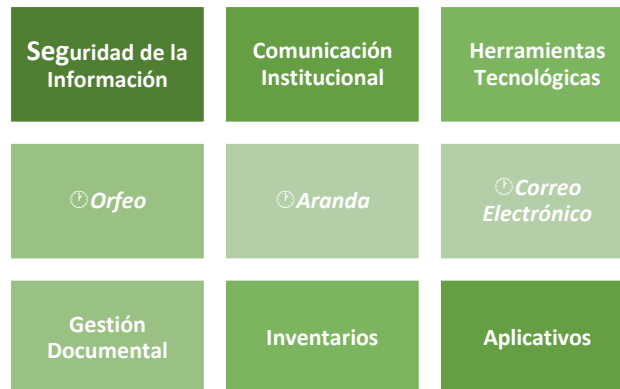 Seguridad de la
Información
Comunicación
Institucional
Herramientas
Tecnológicas
🕐Orfeo
🕐Aranda
🕐Correo
Electrónico
Gestión
Documental
Inventarios
Aplicativos